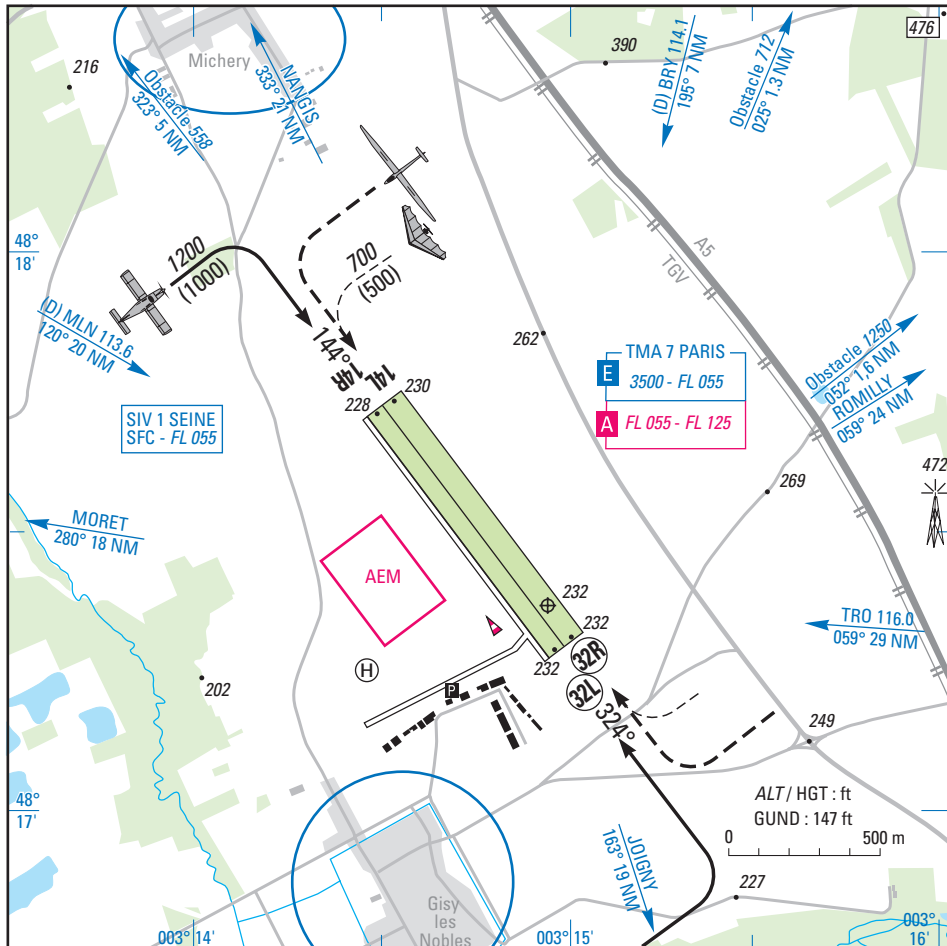 Michery
216
Obstacle 558
323° 5 NM
NANGIS
333° 21 NM
390
(D) BRY 114.1
195° 7 NM
Obstacle 712
025° 1.3 NM
476
48°
18'
1200
(1000)
700
(500)
A5
TGV
(D) MLN 113.6
120° 20 NM
144°
14R
14L
262
TMA 7 PARIS
E
3500 - FL 055
A
FL 055 - FL 125
Obstacle 1250
052° 1,6 NM
ROMILLY
059° 24 NM
SIV 1 SEINE
SFC - FL 055
228
230
472
269
MORET
280° 18 NM
AEM
232
232
232
TRO 116.0
059° 29 NM
32R
32L
324°
H
P
202
249
48°
17'
ALT / HGT : ft
GUND : 147 ft
0
500 m
JOIGNY
163° 19 NM
227
Gisy
les
Nobles
003° 14'
003° 15'
003°
16'